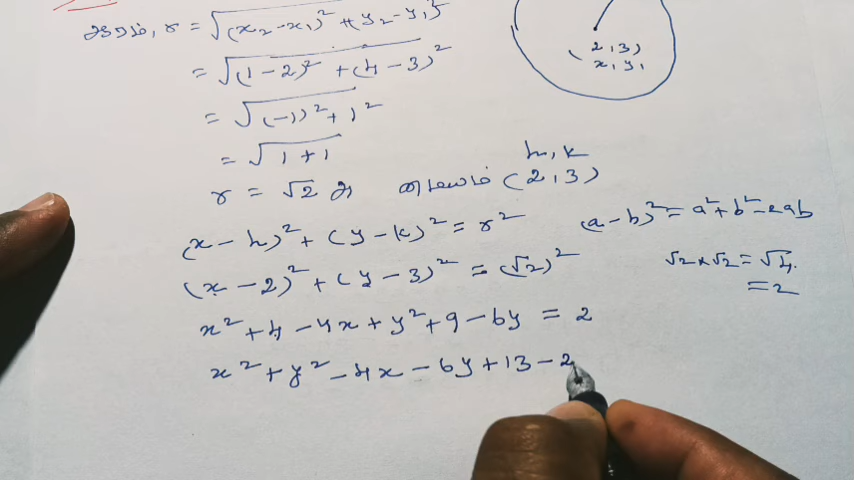 ஆரம், r = √(x₂-x₁)² + (y₂-y₁)²
= √(1-2)² + (4-3)²
(2,3)
x₁ y₁
= √(-1)² + 1²
= √1+1
h, k
r = √2 அ மையம் (2,3)
(x-h)² + (y-k)² = r² (a-b)² = a²+b²-2ab
(x-2)² + (y-3)² = (√2)² √2 × √2 = √4
= 2
x² + 4 - 4x + y² + 9 - 6y = 2
x² + y² - 4x - 6y + 13 - 2